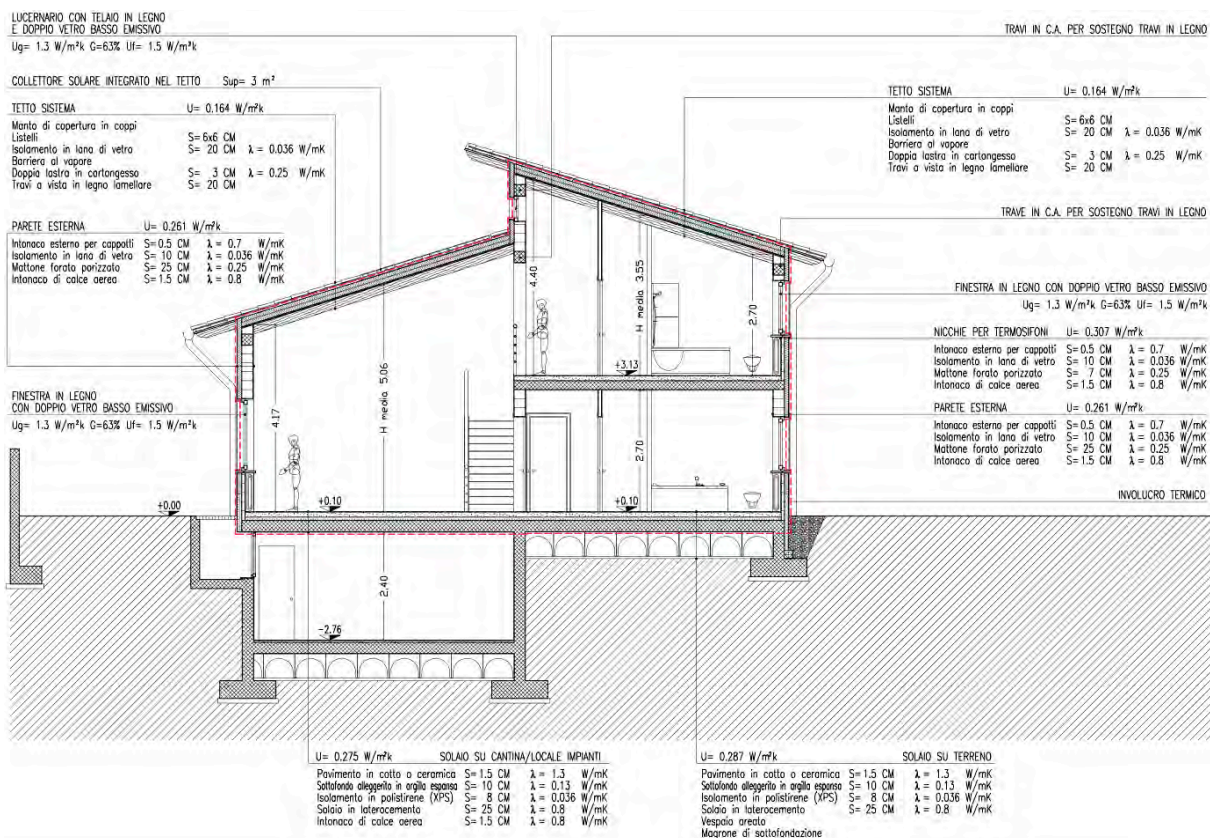 LUCERNARIO CON TELAIO IN LEGNO
E DOPPIO VETRO BASSO EMISSIVO
Ug= 1.3 W/m²k G=63% Uf= 1.5 W/m²k
COLLETTORE SOLARE INTEGRATO NEL TETTO Sup= 3 m²
TETTO SISTEMA U= 0.164 W/m²k
Manto di copertura in coppi
Listelli S= 6x6 CM
Isolamento in lana di vetro S= 20 CM λ = 0.036 W/mK
Barriera al vapore
Doppia lastra in cartongesso S= 3 CM λ = 0.25 W/mK
Travi a vista in legno lamellare S= 20 CM
PARETE ESTERNA U= 0.261 W/m²k
Intonaco esterno per cappotti S= 0.5 CM λ = 0.7 W/mK
Isolamento in lana di vetro S= 10 CM λ = 0.036 W/mK
Mattone forato porizzato S= 25 CM λ = 0.25 W/mK
Intonaco di calce aerea S= 1.5 CM λ = 0.8 W/mK
FINESTRA IN LEGNO
CON DOPPIO VETRO BASSO EMISSIVO
Ug= 1.3 W/m²k G=63% Uf= 1.5 W/m²k
TRAVI IN C.A. PER SOSTEGNO TRAVI IN LEGNO
TETTO SISTEMA U= 0.164 W/m²k
Manto di copertura in coppi
Listelli S= 6x6 CM
Isolamento in lana di vetro S= 20 CM λ = 0.036 W/mK
Barriera al vapore
Doppia lastra in cartongesso S= 3 CM λ = 0.25 W/mK
Travi a vista in legno lamellare S= 20 CM
TRAVE IN C.A. PER SOSTEGNO TRAVI IN LEGNO
FINESTRA IN LEGNO CON DOPPIO VETRO BASSO EMISSIVO
Ug= 1.3 W/m²k G=63% Uf= 1.5 W/m²k
NICCHIE PER TERMOSIFONI U= 0.307 W/m²k
Intonaco esterno per cappotti S= 0.5 CM λ = 0.7 W/mK
Isolamento in lana di vetro S= 10 CM λ = 0.036 W/mK
Mattone forato porizzato S= 7 CM λ = 0.25 W/mK
Intonaco di calce aerea S= 1.5 CM λ = 0.8 W/mK
PARETE ESTERNA U= 0.261 W/m²k
Intonaco esterno per cappotti S= 0.5 CM λ = 0.7 W/mK
Isolamento in lana di vetro S= 10 CM λ = 0.036 W/mK
Mattone forato porizzato S= 25 CM λ = 0.25 W/mK
Intonaco di calce aerea S= 1.5 CM λ = 0.8 W/mK
INVOLUCRO TERMICO
4.40
H media 3.55
2.70
+3.13
H media 5.06
4.17
2.70
+0.00
+0.10
+0.10
2.40
-2.76
U= 0.275 W/m²k SOLAIO SU CANTINA/LOCALE IMPIANTI
Pavimento in cotto o ceramica S= 1.5 CM λ = 1.3 W/mK
Sottofondo alleggerito in argilla espansa S= 10 CM λ = 0.13 W/mK
Isolamento in polistirene (XPS) S= 8 CM λ = 0.036 W/mK
Solaio in laterocemento S= 25 CM λ = 0.8 W/mK
Intonaco di calce aerea S= 1.5 CM λ = 0.8 W/mK
U= 0.287 W/m²k SOLAIO SU TERRENO
Pavimento in cotto o ceramica S= 1.5 CM λ = 1.3 W/mK
Sottofondo alleggerito in argilla espansa S= 10 CM λ = 0.13 W/mK
Isolamento in polistirene (XPS) S= 8 CM λ = 0.036 W/mK
Solaio in laterocemento S= 25 CM λ = 0.8 W/mK
Vespaio areato
Magrone di sottofondazione